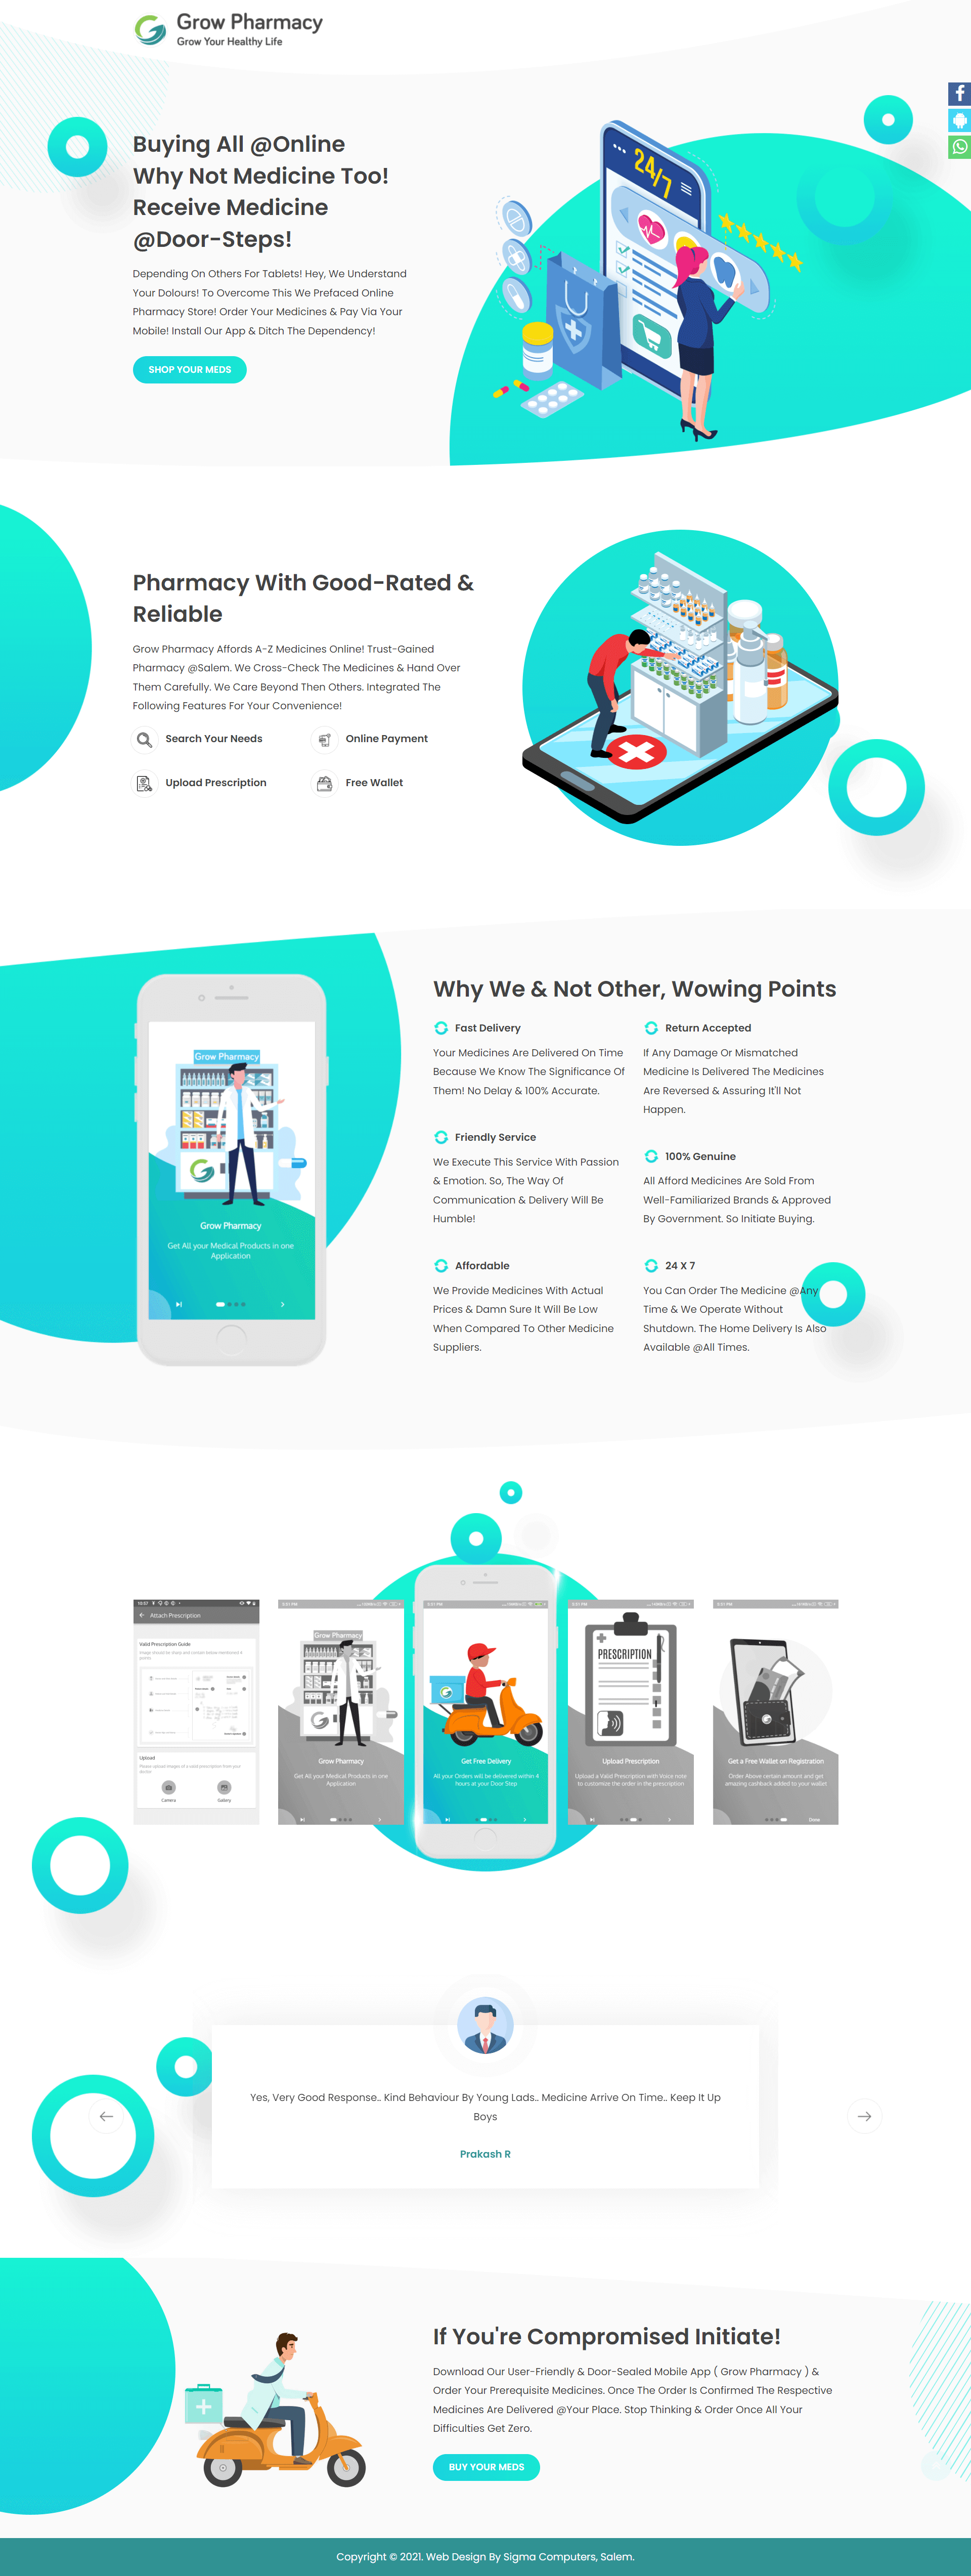 Grow Pharmacy
Grow Your Healthy Life
Buying All @Online
Why Not Medicine Too!
Receive Medicine
@Door-Steps!
Depending On Others For Tablets! Hey, We Understand
Your Dolours! To Overcome This We Prefaced Online
Pharmacy Store! Order Your Medicines & Pay Via Your
Mobile! Install Our App & Ditch The Dependency!
SHOP YOUR MEDS
24/7
Pharmacy With Good-Rated &
Reliable
Grow Pharmacy Affords A-Z Medicines Online! Trust-Gained
Pharmacy @Salem. We Cross-Check The Medicines & Hand Over
Them Carefully. We Care Beyond Then Others. Integrated The
Following Features For Your Convenience!
Search Your Needs
Online Payment
Upload Prescription
Free Wallet
Grow Pharmacy
Grow Pharmacy
Get All your Medical Products in one
Application
Why We & Not Other, Wowing Points
Fast Delivery
Your Medicines Are Delivered On Time
Because We Know The Significance Of
Them! No Delay & 100% Accurate.
Return Accepted
If Any Damage Or Mismatched
Medicine Is Delivered The Medicines
Are Reversed & Assuring It'll Not
Happen.
Friendly Service
We Execute This Service With Passion
& Emotion. So, The Way Of
Communication & Delivery Will Be
Humble!
100% Genuine
All Afford Medicines Are Sold From
Well-Familiarized Brands & Approved
By Government. So Initiate Buying.
Affordable
We Provide Medicines With Actual
Prices & Damn Sure It Will Be Low
When Compared To Other Medicine
Suppliers.
24 X 7
You Can Order The Medicine @Any
Time & We Operate Without
Shutdown. The Home Delivery Is Also
Available @All Times.
Attach Prescription
Valid Prescription Guide
Upload
Please upload images of a valid prescription from your
Camera
Gallery
Grow Pharmacy
Grow Pharmacy
Get All your Medical Products in one
Application
Get Free Delivery
All your Orders will be delivered within 4
hours at your Door Step
PRESCRIPTION
Upload Prescription
Upload a Valid Prescription with Voice note
to customize the order in the prescription
Get a Free Wallet on Registration
Order Above certain amount and get
amazing cashback added to your wallet
Done
Yes, Very Good Response.. Kind Behaviour By Young Lads.. Medicine Arrive On Time.. Keep It Up
Boys
Prakash R
If You're Compromised Initiate!
Download Our User-Friendly & Door-Sealed Mobile App ( Grow Pharmacy ) &
Order Your Prerequisite Medicines. Once The Order Is Confirmed The Respective
Medicines Are Delivered @Your Place. Stop Thinking & Order Once All Your
Difficulties Get Zero.
BUY YOUR MEDS
Copyright © 2021. Web Design By Sigma Computers, Salem.